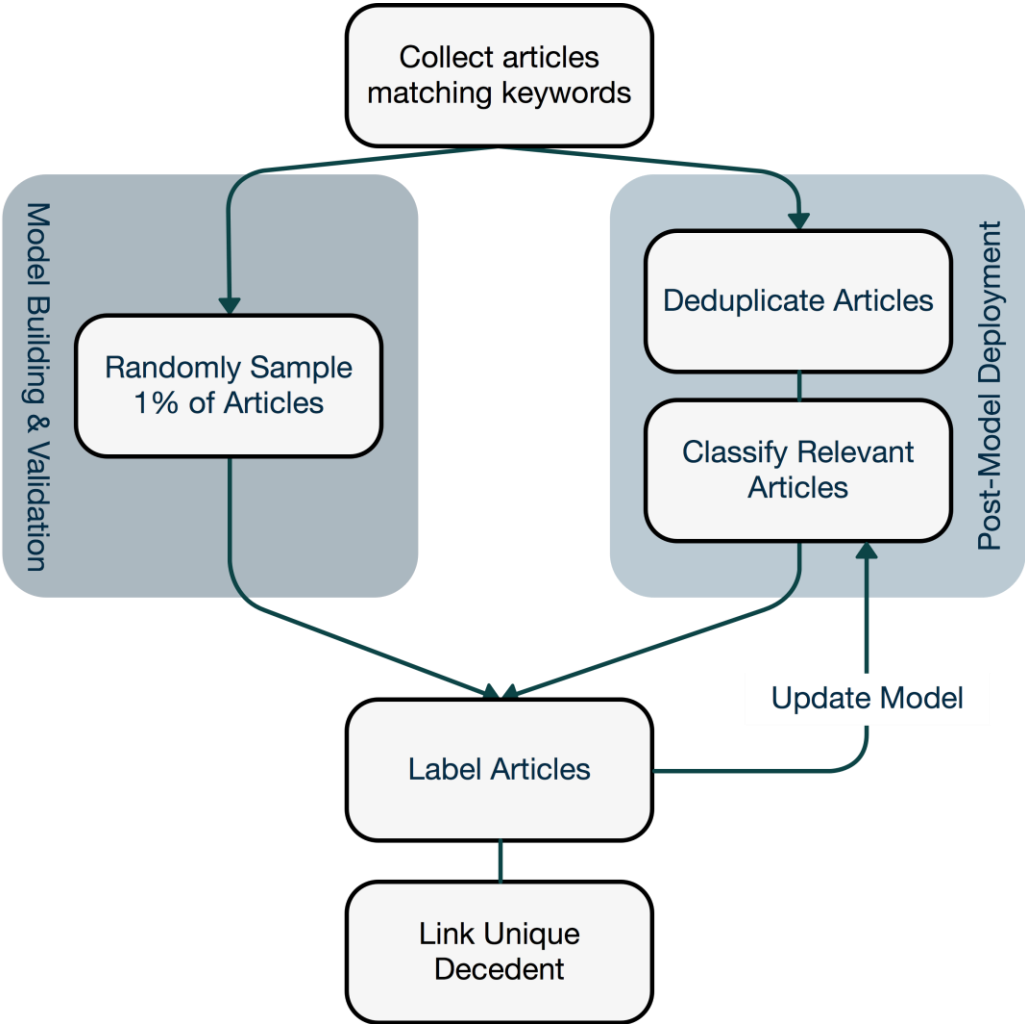 Collect articles
matching keywords
Model Building & Validation
Randomly Sample
1% of Articles
Post-Model Deployment
Deduplicate Articles
Classify Relevant
Articles
Update Model
Label Articles
Link Unique
Decedent